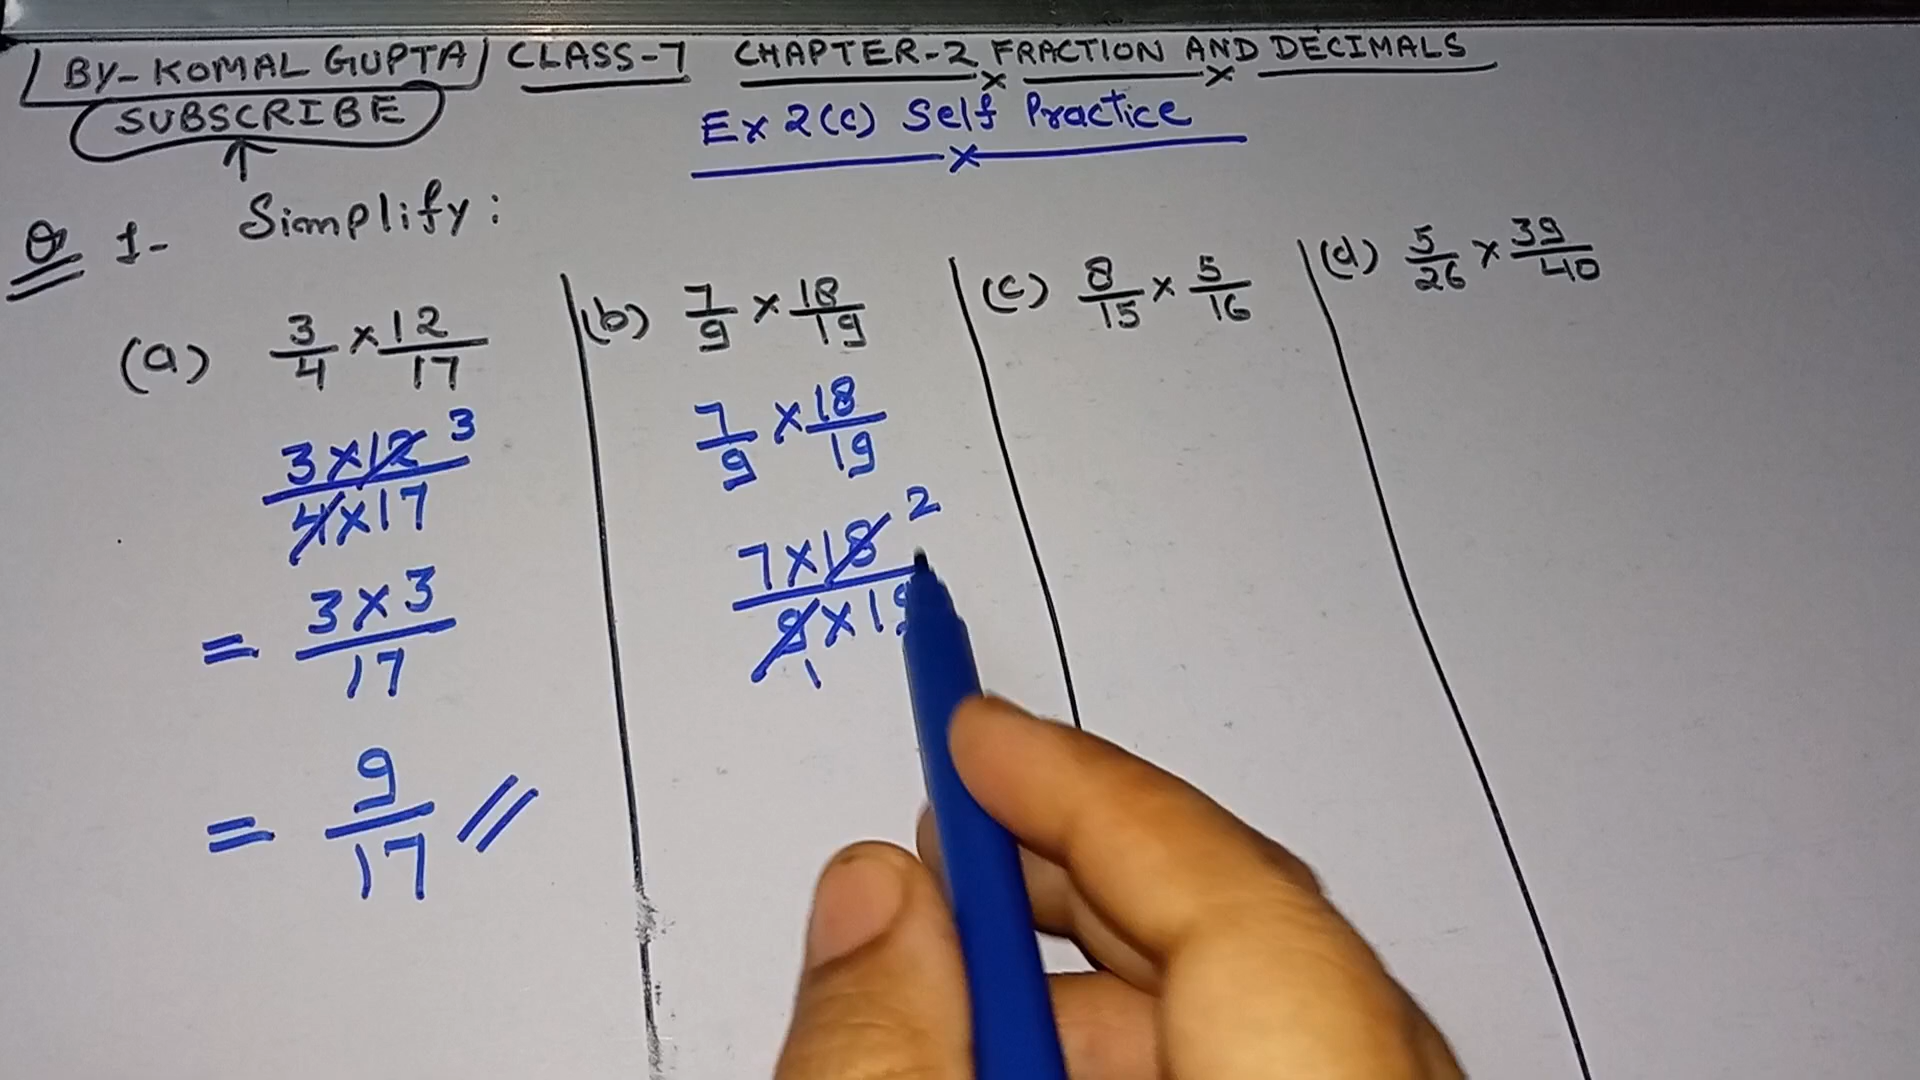 BY-KOMAL GUPTA CLASS-7 CHAPTER-2 FRACTION AND DECIMALS
SUBSCRIBE
Ex 2(c) Self Practice
Q 1- Simplify:
(a) 3/4 × 12/17
3×12/4×17 3
= 3×3/17
= 9/17 //
(b) 7/9 × 18/19
7/9 × 18/19
7×18/9×19 2
1
(c) 8/15 × 5/16
(d) 5/26 × 39/40